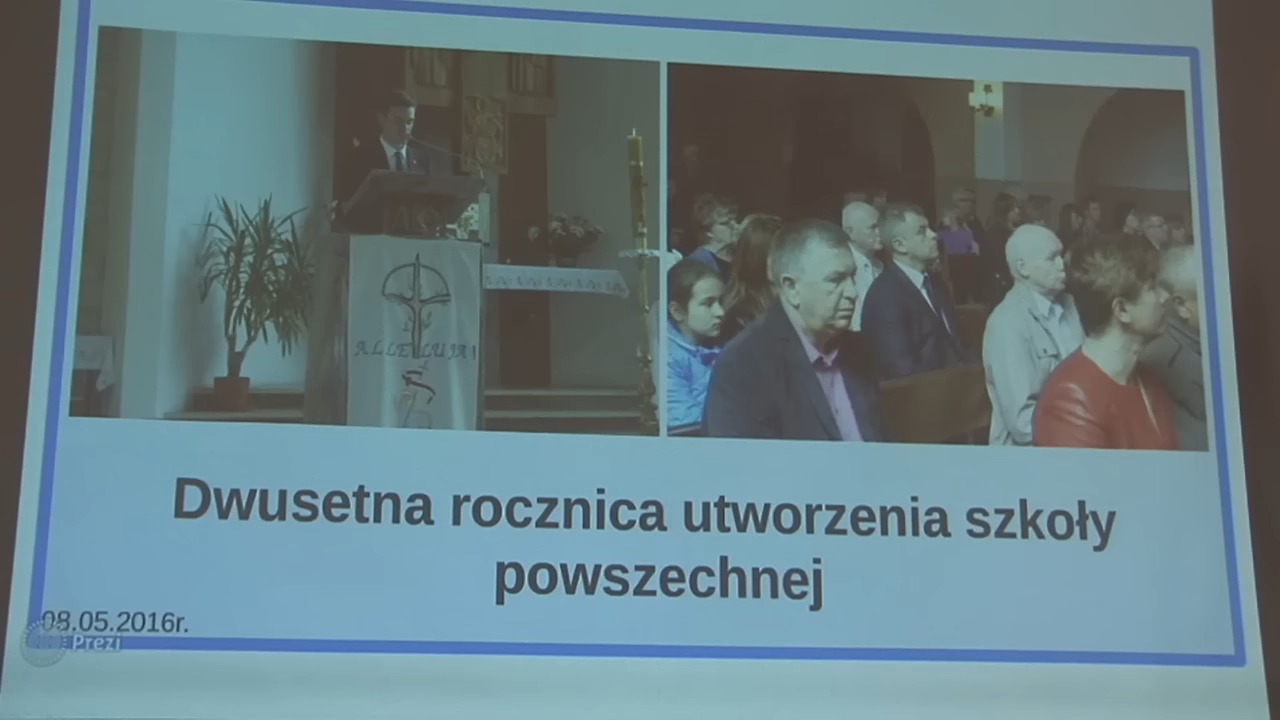 ALLELUJA!
Dwusetna rocznica utworzenia szkoły
powszechnej
08.05.2016r.
Prezi